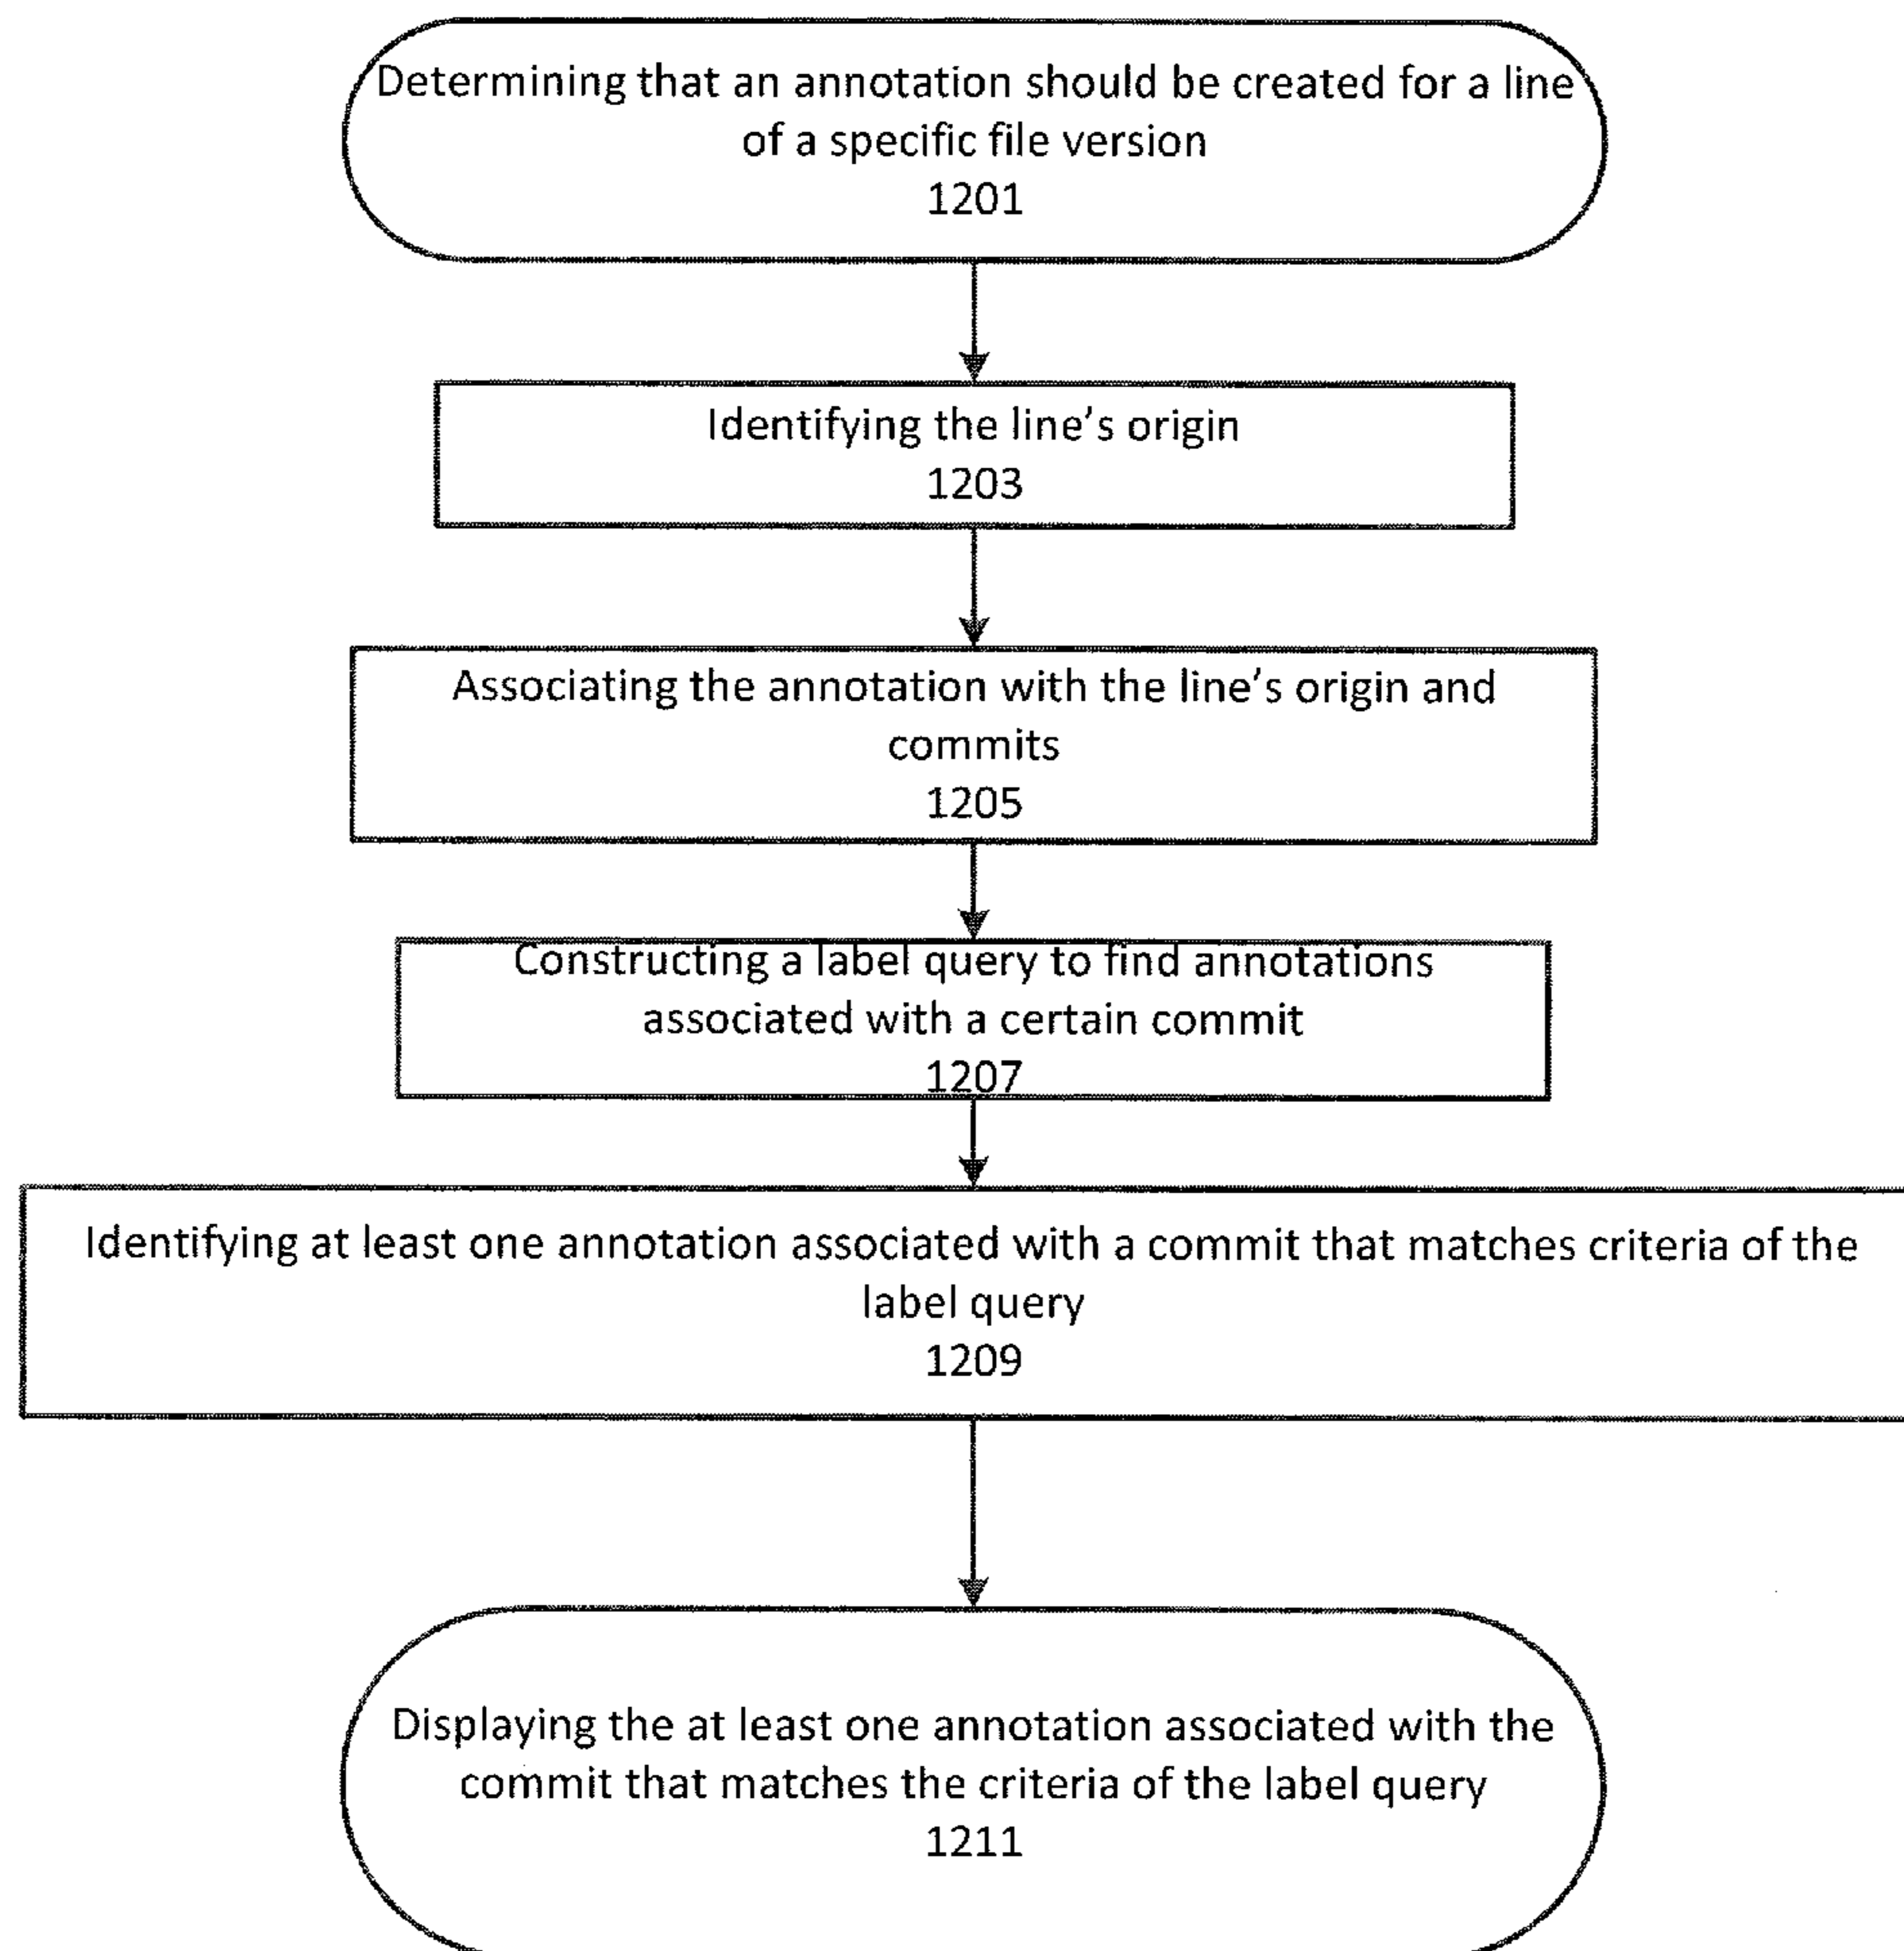 Determining that an annotation should be created for a line
of a specific file version
1201
Identifying the line's origin
1203
Associating the annotation with the line's origin and
commits
1205
Constructing a label query to find annotations
associated with a certain commit
1207
Identifying at least one annotation associated with a commit that matches criteria of the
label query
1209
Displaying the at least one annotation associated with the
commit that matches the criteria of the label query
1211